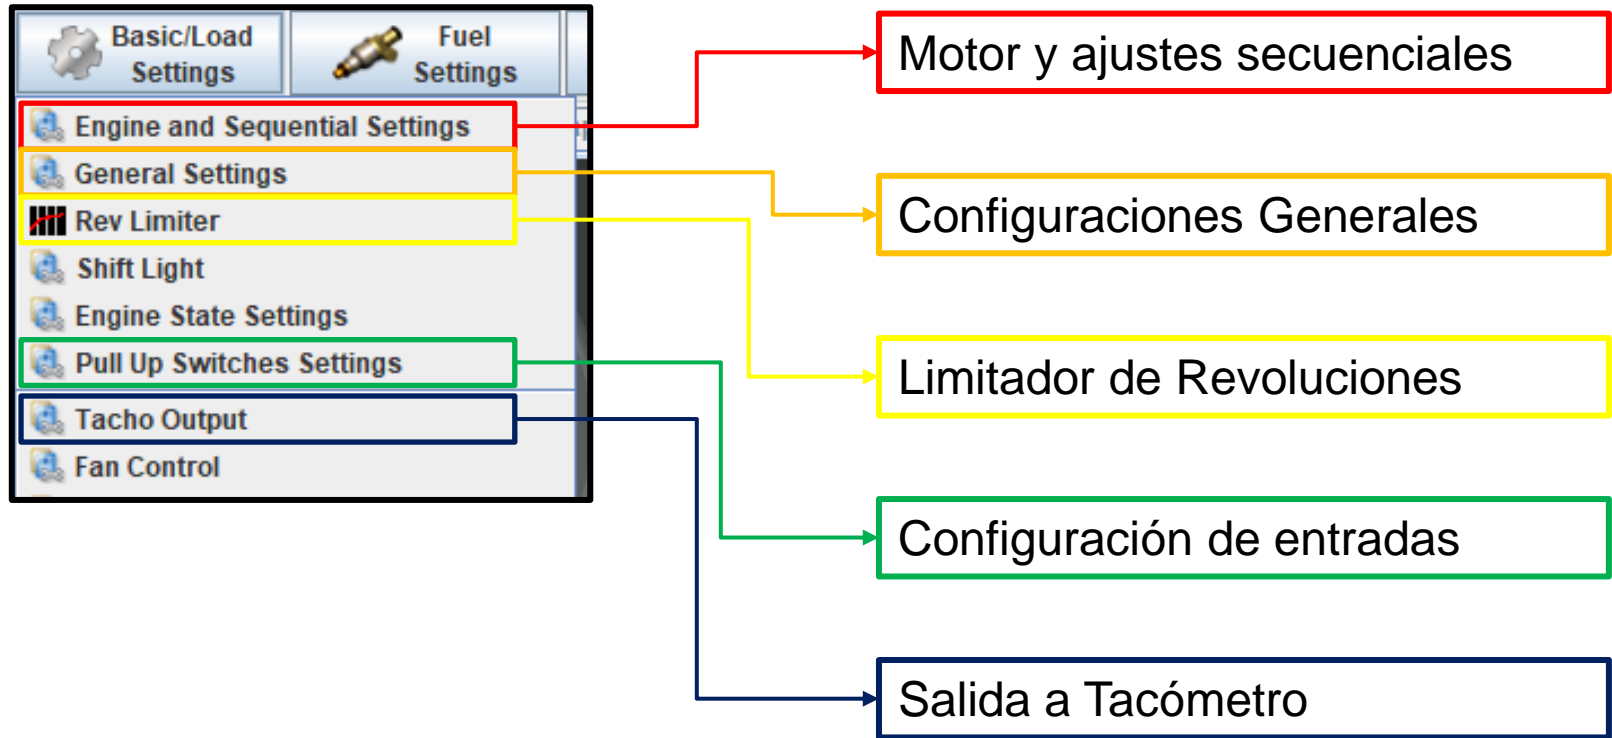 Basic/Load
Settings
Fuel
Settings
Engine and Sequential Settings
General Settings
Rev Limiter
Shift Light
Engine State Settings
Pull Up Switches Settings
Tacho Output
Fan Control
Motor y ajustes secuenciales
Configuraciones Generales
Limitador de Revoluciones
Configuración de entradas
Salida a Tacómetro